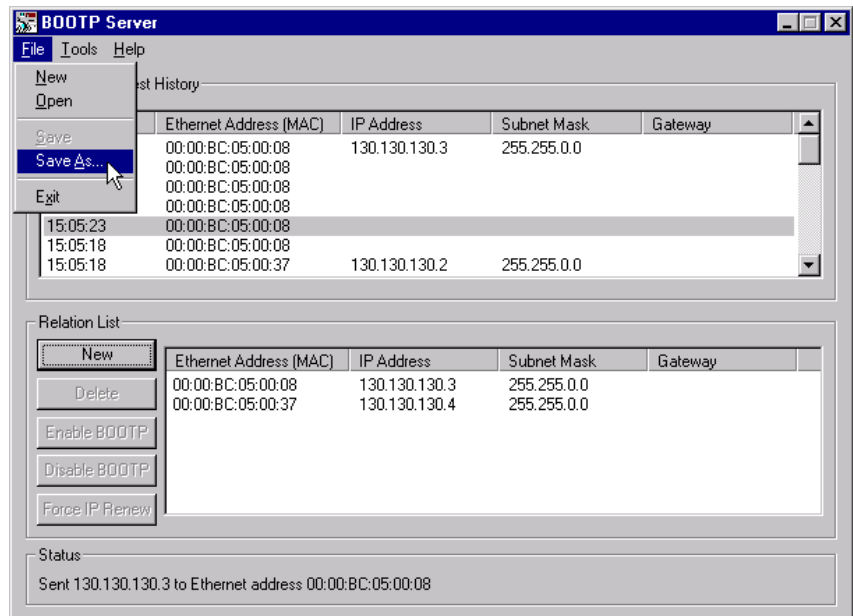 BOOTP Server
File Tools Help
New
Open
Save
Save As...
Exit
st History
Ethernet Address (MAC) IP Address Subnet Mask Gateway
00:00:BC:05:00:08 130.130.130.3 255.255.0.0
00:00:BC:05:00:08
00:00:BC:05:00:08
00:00:BC:05:00:08
15:05:23 00:00:BC:05:00:08
15:05:18 00:00:BC:05:00:08
15:05:18 00:00:BC:05:00:37 130.130.130.2 255.255.0.0
Relation List
New
Delete
Enable BOOTP
Disable BOOTP
Force IP Renew
Ethernet Address (MAC) IP Address Subnet Mask Gateway
00:00:BC:05:00:08 130.130.130.3 255.255.0.0
00:00:BC:05:00:37 130.130.130.4 255.255.0.0
Status
Sent 130.130.130.3 to Ethernet address 00:00:BC:05:00:08